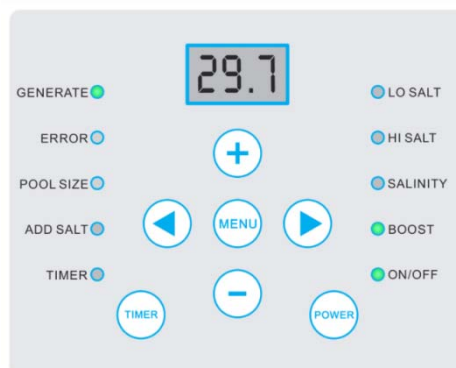 29.7
GENERATE
LO SALT
ERROR
HI SALT
POOL SIZE
SALINITY
ADD SALT
MENU
BOOST
TIMER
ON/OFF
TIMER
POWER